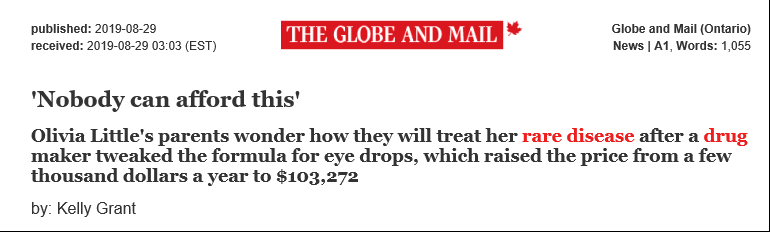 published: 2019-08-29
received: 2019-08-29 03:03 (EST)
THE GLOBE AND MAIL
Globe and Mail (Ontario)
News | A1, Words: 1,055
'Nobody can afford this'
Olivia Little's parents wonder how they will treat her rare disease after a drug
maker tweaked the formula for eye drops, which raised the price from a few
thousand dollars a year to $103,272
by: Kelly Grant